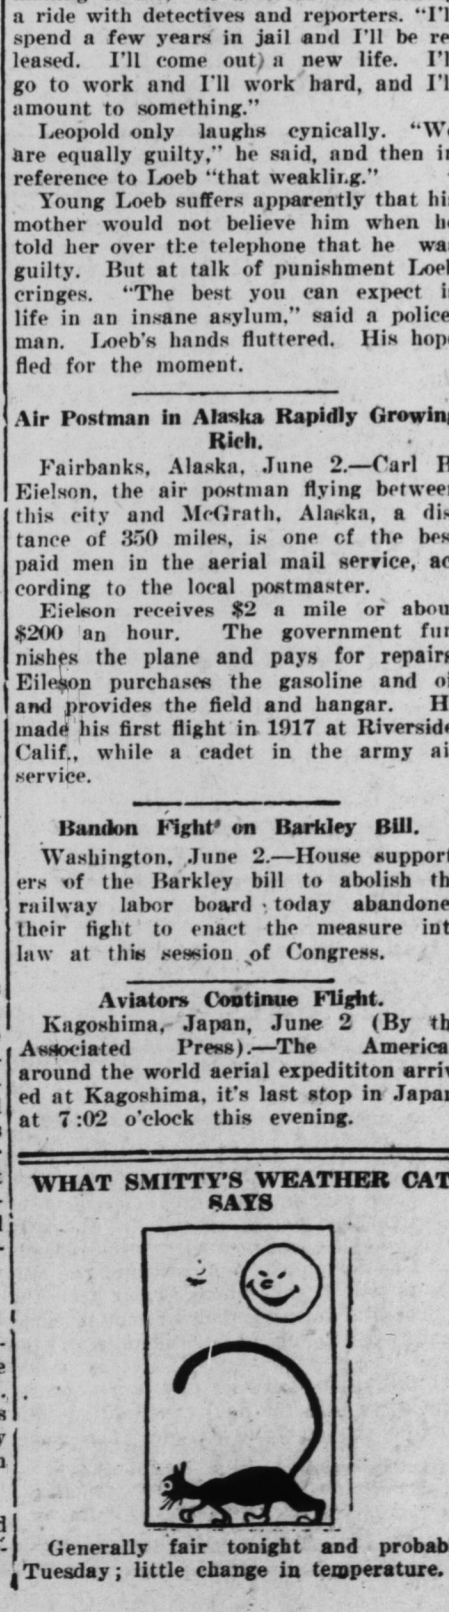 a ride with detectives and reporters. "I'l
spend a few years in jail and I'll be re
leased. I'll come out a new life. I'l
go to work and I'll work hard, and I'l
amount to something."
Leopold only laughs cynically. "We
are equally guilty," he said, and then in
reference to Loeb "that weakling."
Young Loeb suffers apparently that hi
mother would not believe him when h
told her over the telephone that he wa
guilty. But at talk of punishment Loeb
cringes. "The best you can expect i
life in an insane asylum," said a police
man. Loeb's hands fluttered. His hope
fled for the moment.
Air Postman in Alaska Rapidly Growing
Rich.
Fairbanks, Alaska, June 2.—Carl B
Eielson, the air postman flying between
this city and McGrath, Alaska, a dis
tance of 350 miles, is one of the bes
paid men in the aerial mail service, ac
cording to the local postmaster.
Eielson receives $2 a mile or abou
$200 an hour. The government fur
nishes the plane and pays for repairs
Eileson purchases the gasoline and oi
and provides the field and hangar. H
made his first flight in 1917 at Riverside
Calif., while a cadet in the army ai
service.
Bandon Fight on Barkley Bill.
Washington, June 2.—House support
ers of the Barkley bill to abolish th
railway labor board today abandone
their fight to enact the measure int
law at this session of Congress.
Aviators Continue Flight.
Kagoshima, Japan, June 2 (By th
Associated Press).—The America
around the world aerial expedititon arriv
ed at Kagoshima, it's last stop in Japan
at 7:02 o'clock this evening.
WHAT SMITTY'S WEATHER CAT
SAYS
Generally fair tonight and probab
Tuesday; little change in temperature.